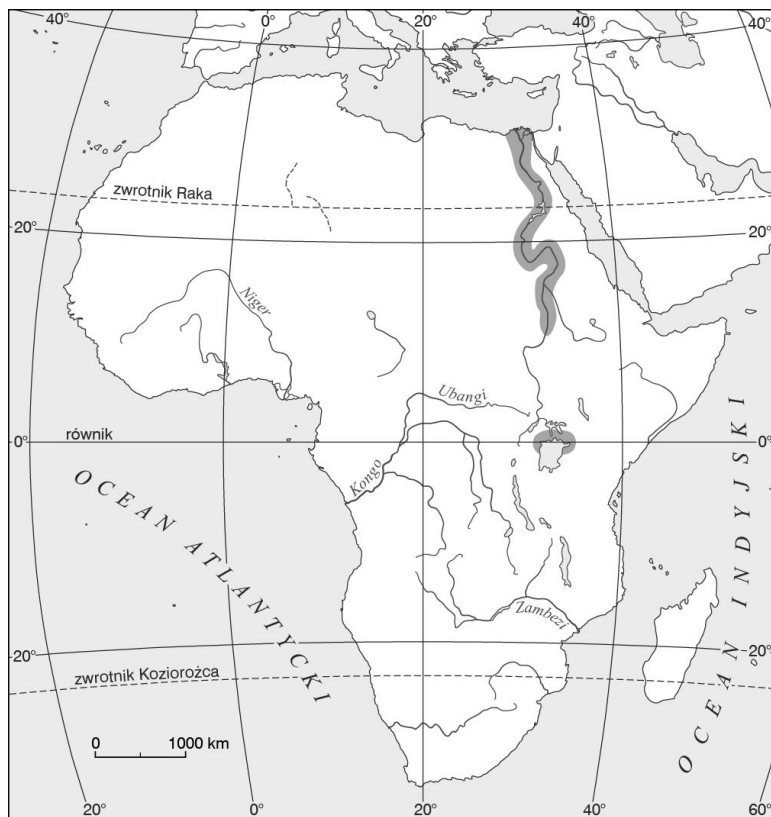 40°
0°
20°
40°
40°
zwrotnik Raka
20°
20°
Niger
Ubangi
równik
0°
0°
Kongo
OCEAN ATLANTYCKI
OCEAN INDYJSKI
Zambezi
20°
20°
zwrotnik Koziorożca
0 1000 km
20°
0°
20°
40°
60°